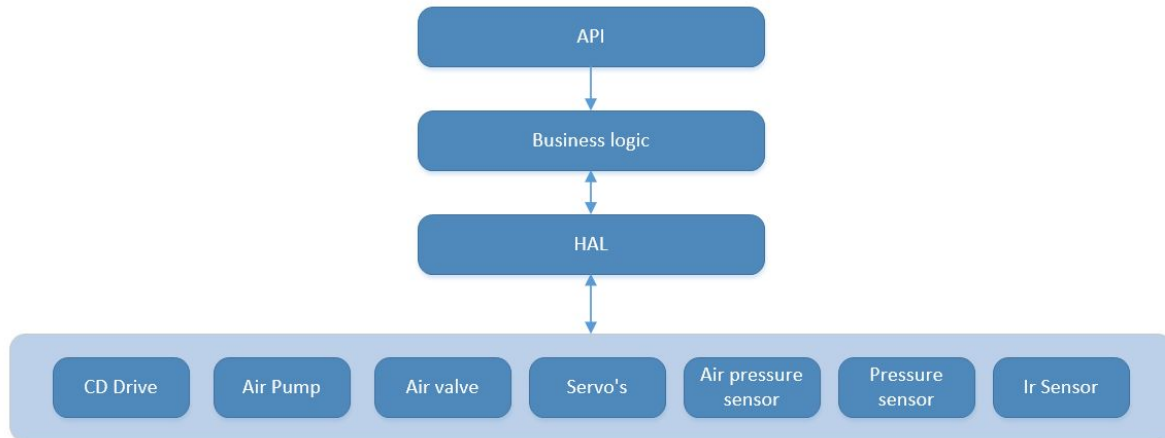 API
Business logic
HAL
CD Drive
Air Pump
Air valve
Servo's
Air pressure
sensor
Pressure
sensor
Ir Sensor